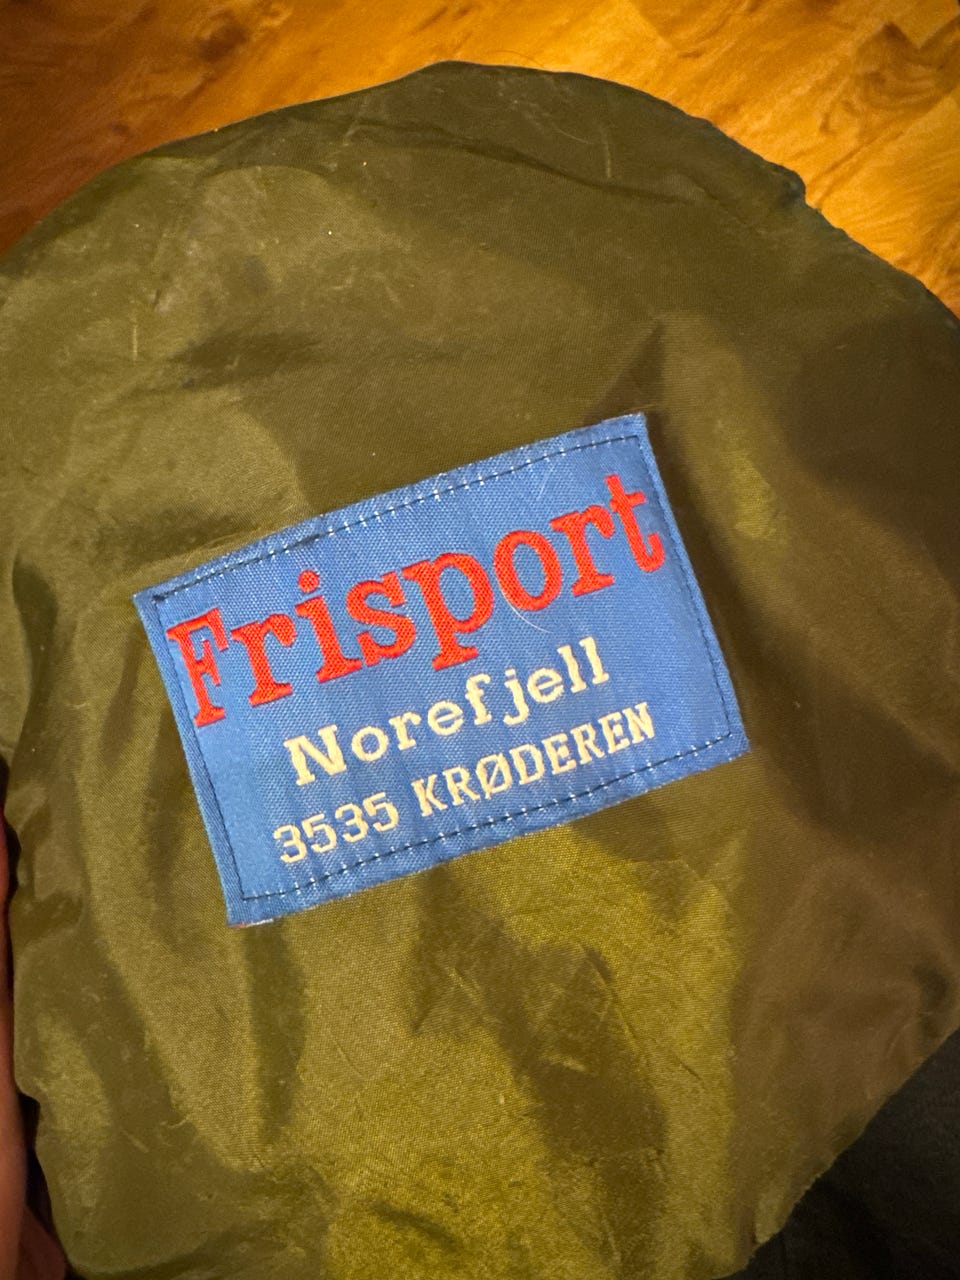 Frisport
Norefjell
3535 KRØDEREN